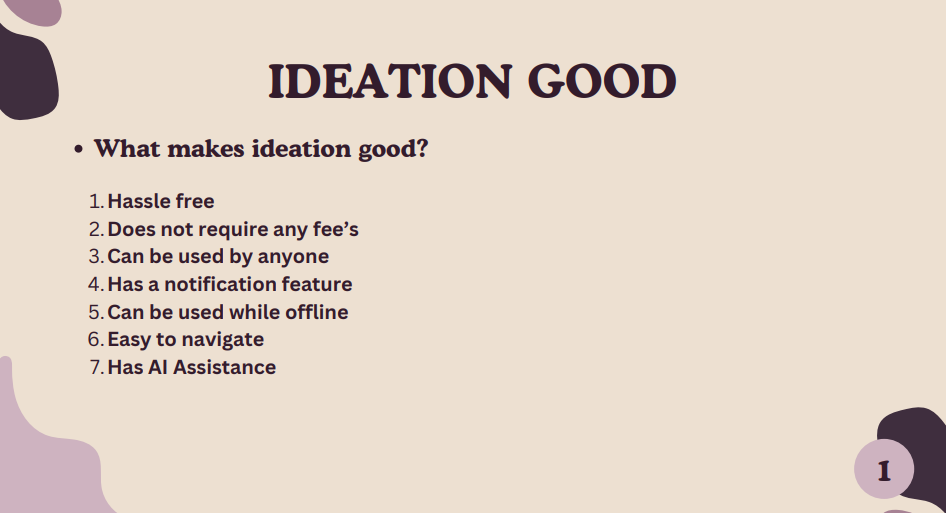 IDEATION GOOD
• What makes ideation good?
1. Hassle free
2. Does not require any fee’s
3. Can be used by anyone
4. Has a notification feature
5. Can be used while offline
6. Easy to navigate
7. Has AI Assistance
1